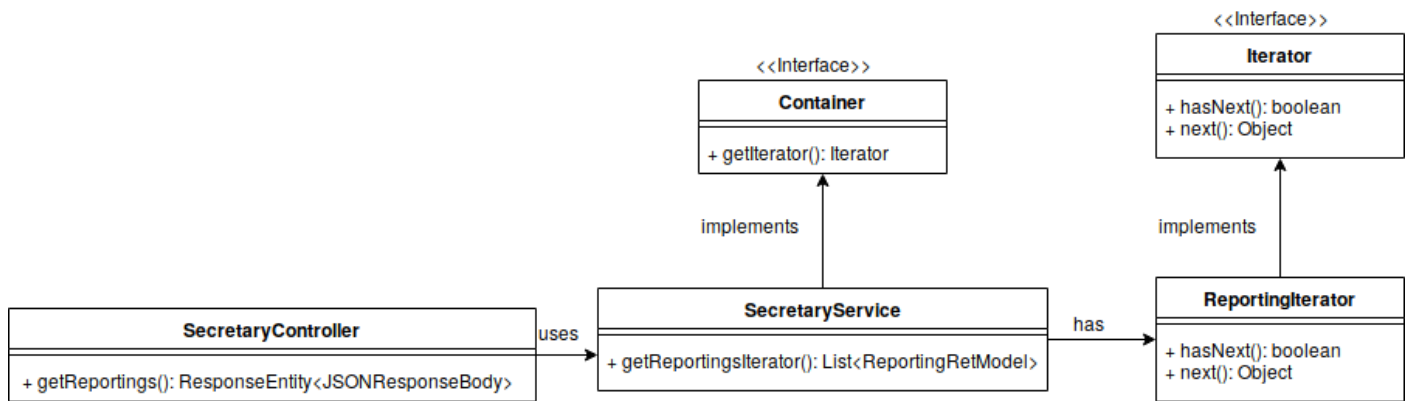 <<Interface>>
Iterator
+ hasNext(): boolean
+ next(): Object
<<Interface>>
Container
+ getIterator(): Iterator
implements
implements
SecretaryController
+ getReportings(): ResponseEntity<JSONResponseBody>
uses
SecretaryService
+ getReportingsIterator(): List<ReportingRetModel>
has
ReportingIterator
+ hasNext(): boolean
+ next(): Object